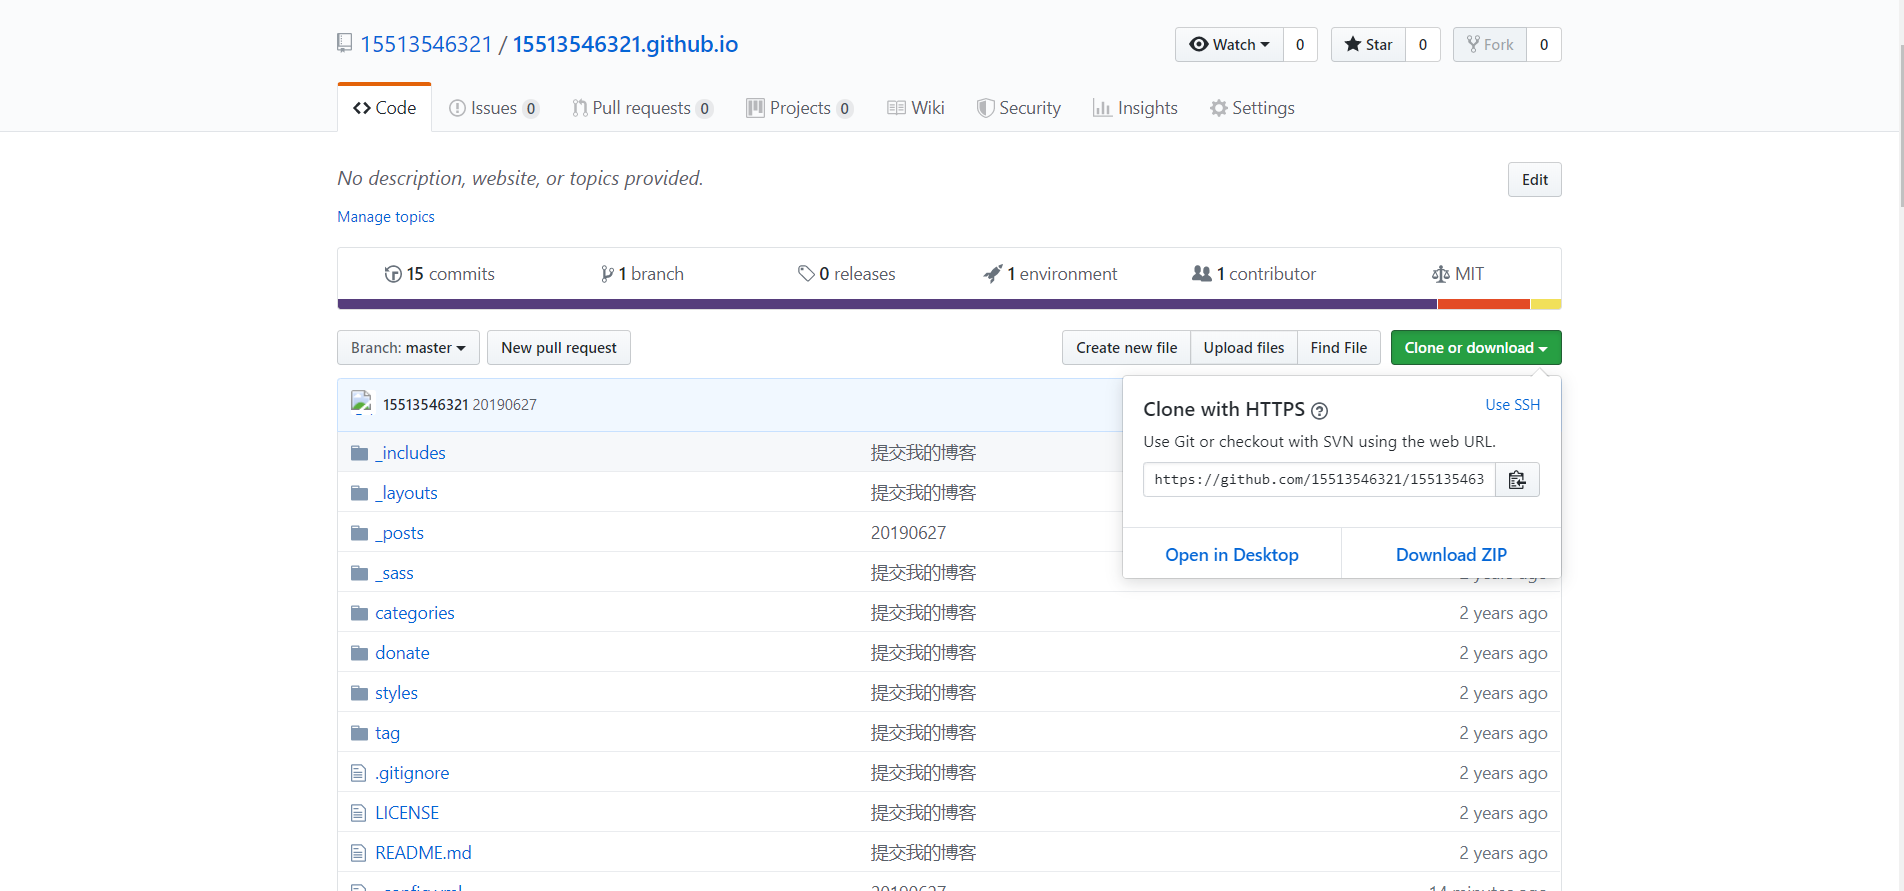 15513546321 / 15513546321.github.io Watch 0 Star 0 Fork 0
Code Issues 0 Pull requests 0 Projects 0 Wiki Security Insights Settings
No description, website, or topics provided. Edit
Manage topics
15 commits 1 branch 0 releases 1 environment 1 contributor MIT
Branch: master New pull request Create new file Upload files Find File Clone or download
15513546321 20190627
Clone with HTTPS Use SSH
Use Git or checkout with SVN using the web URL.
https://github.com/15513546321/155135463
Open in Desktop Download ZIP
_includes 提交我的博客
_layouts 提交我的博客
_posts 20190627
_sass 提交我的博客 2 years ago
categories 提交我的博客 2 years ago
donate 提交我的博客 2 years ago
styles 提交我的博客 2 years ago
tag 提交我的博客 2 years ago
.gitignore 提交我的博客 2 years ago
LICENSE 提交我的博客 2 years ago
README.md 提交我的博客 2 years ago
_config.yml 20190627 14 minutes ago